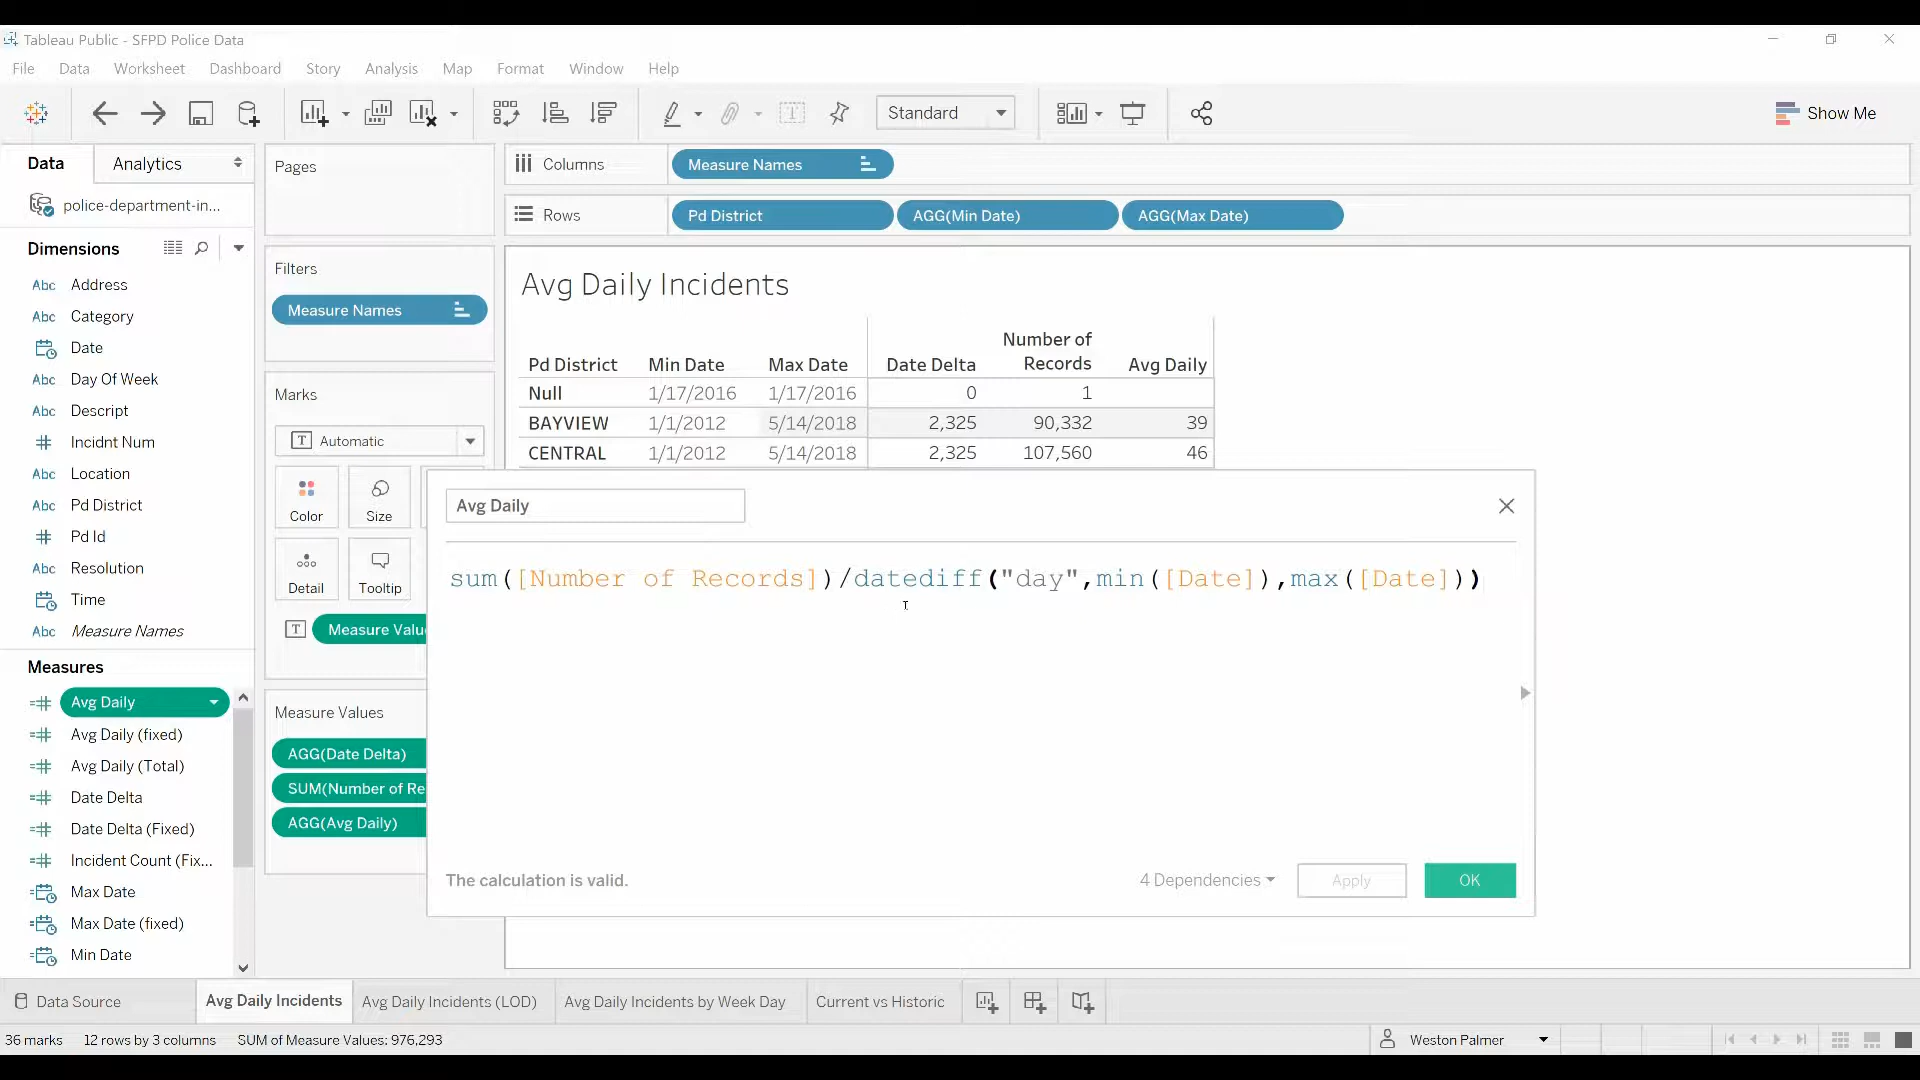 Tableau Public - SFPD Police Data
File Data Worksheet Dashboard Story Analysis Map Format Window Help
Standard
Show Me
Data Analytics
police-department-in...
Dimensions
Abc Address
Abc Category
Date
Abc Day Of Week
Abc Descript
# Incidnt Num
Abc Location
Abc Pd District
# Pd Id
Abc Resolution
Time
Abc Measure Names
Measures
Avg Daily
Avg Daily (fixed)
Avg Daily (Total)
Date Delta
Date Delta (Fixed)
Incident Count (Fix...
Max Date
Max Date (fixed)
Min Date
Pages
Filters
Measure Names
Marks
Automatic
Color Size
Detail Tooltip
Measure Valu
Measure Values
AGG(Date Delta)
SUM(Number of Re
AGG(Avg Daily)
Columns Measure Names
Rows Pd District AGG(Min Date) AGG(Max Date)
Avg Daily Incidents
Number of
Pd District Min Date Max Date Date Delta Records Avg Daily
Null 1/17/2016 1/17/2016 0 1
BAYVIEW 1/1/2012 5/14/2018 2,325 90,332 39
CENTRAL 1/1/2012 5/14/2018 2,325 107,560 46
Avg Daily
sum([Number of Records])/datediff("day",min([Date]),max([Date]))
The calculation is valid.
4 Dependencies Apply OK
Data Source Avg Daily Incidents Avg Daily Incidents (LOD) Avg Daily Incidents by Week Day Current vs Historic
36 marks 12 rows by 3 columns SUM of Measure Values: 976,293 Weston Palmer